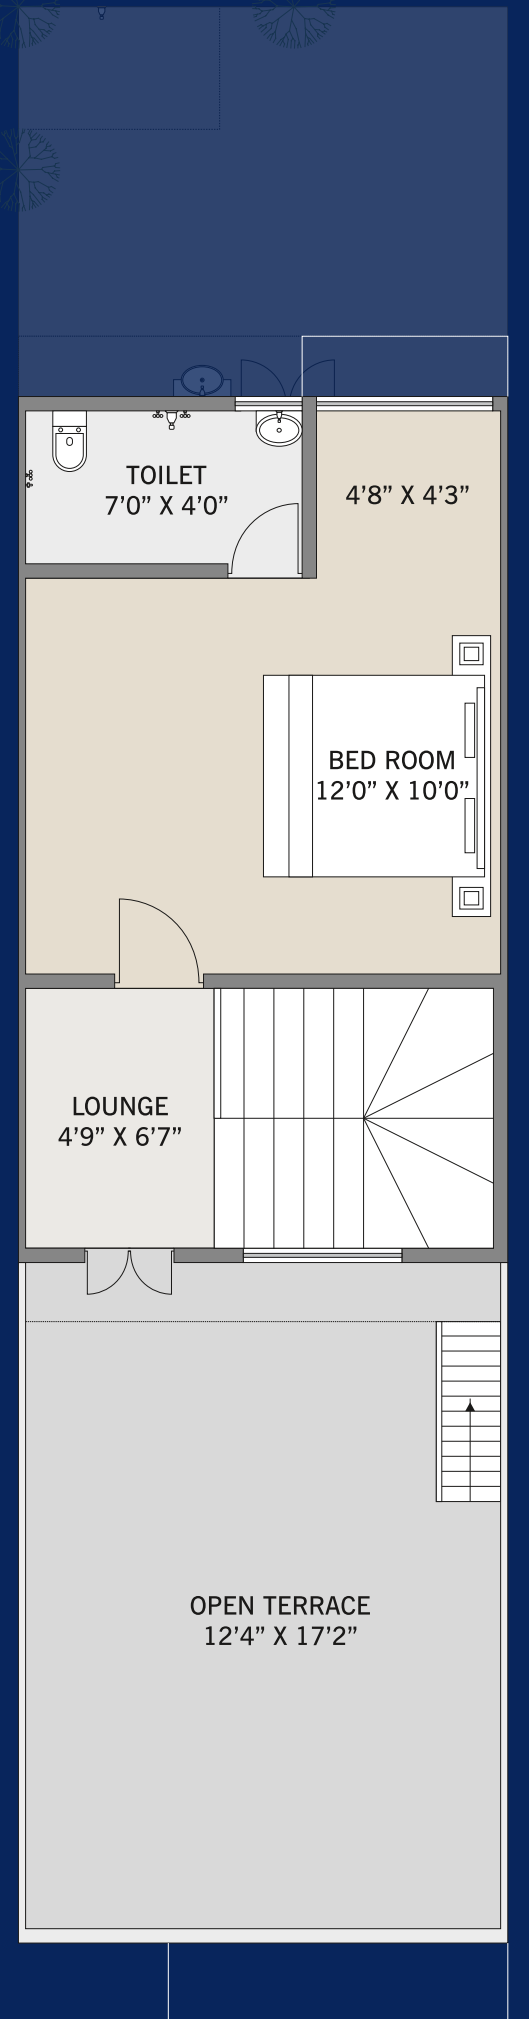 TOILET
7’0” X 4’0”
4’8” X 4’3”
BED ROOM
12’0” X 10’0”
LOUNGE
4’9” X 6’7”
OPEN TERRACE
12’4” X 17’2”